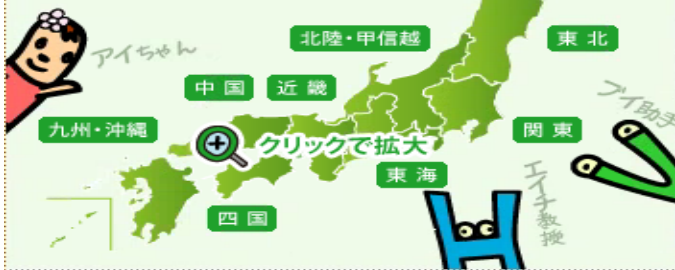 アイちゃん
北陸・甲信越
東北
中国
近畿
ブイ助手
九州・沖縄
関東
クリックで拡大
東海
エイチ教授
四国